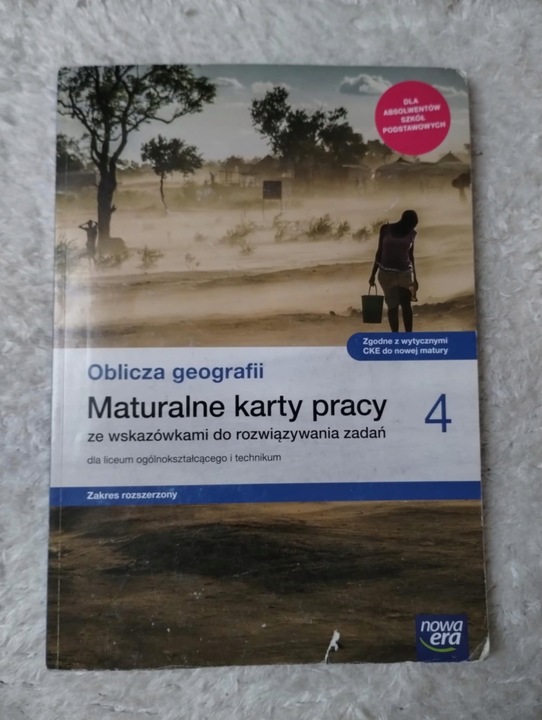 DLA
ABSOLWENTÓW
SZKÓŁ
PODSTAWOWYCH
Zgodne z wytycznymi
CKE do nowej matury
Oblicza geografii
Maturalne karty pracy
4
ze wskazówkami do rozwiązywania zadań
dla liceum ogólnokształcącego i technikum
Zakres rozszerzony
nowa
era